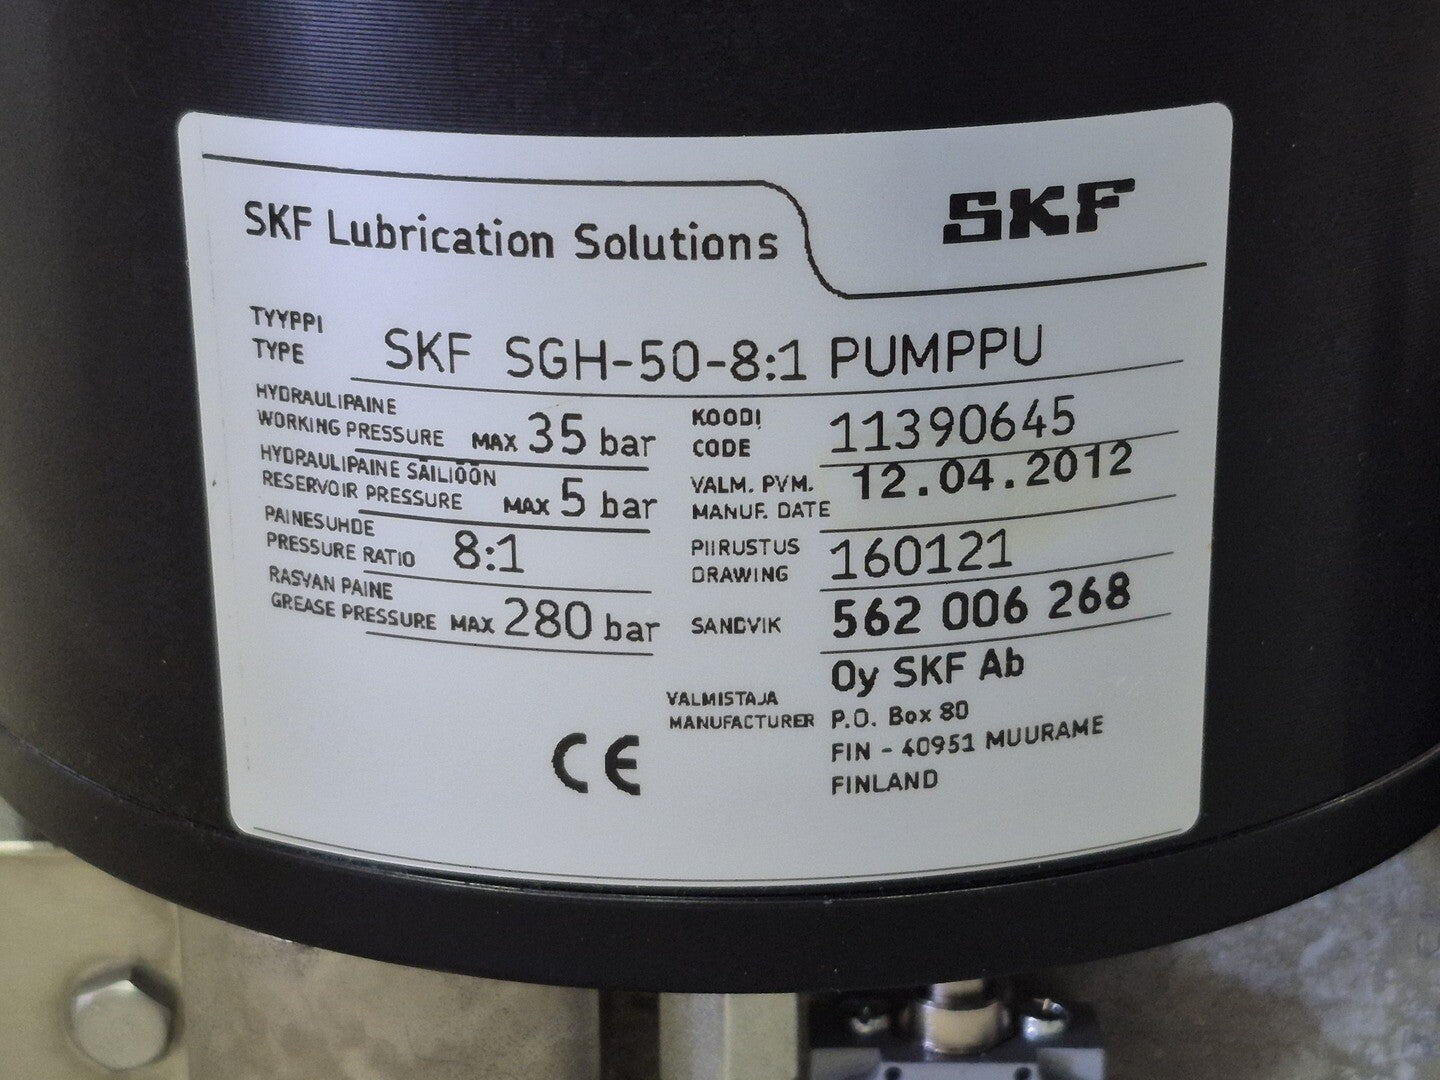 SKF Lubrication Solutions
SKF
TYYPPI
TYPE
SKF SGH-50-8:1 PUMPPU
HYDRAULIPAINE
WORKING PRESSURE MAX 35 bar
HYDRAULIPAINE SÄILIÖÖN
RESERVOIR PRESSURE MAX 5 bar
PAINESUHDE
PRESSURE RATIO 8:1
RASVAN PAINE
GREASE PRESSURE MAX 280 bar
KOODI
CODE
11390645
VALM. PVM.
MANUF. DATE
12.04.2012
PIIRUSTUS
DRAWING
160121
SANDVIK 562 006 268
VALMISTAJA
MANUFACTURER
Oy SKF Ab
P.O. Box 80
FIN - 40951 MUURAME
FINLAND
CE